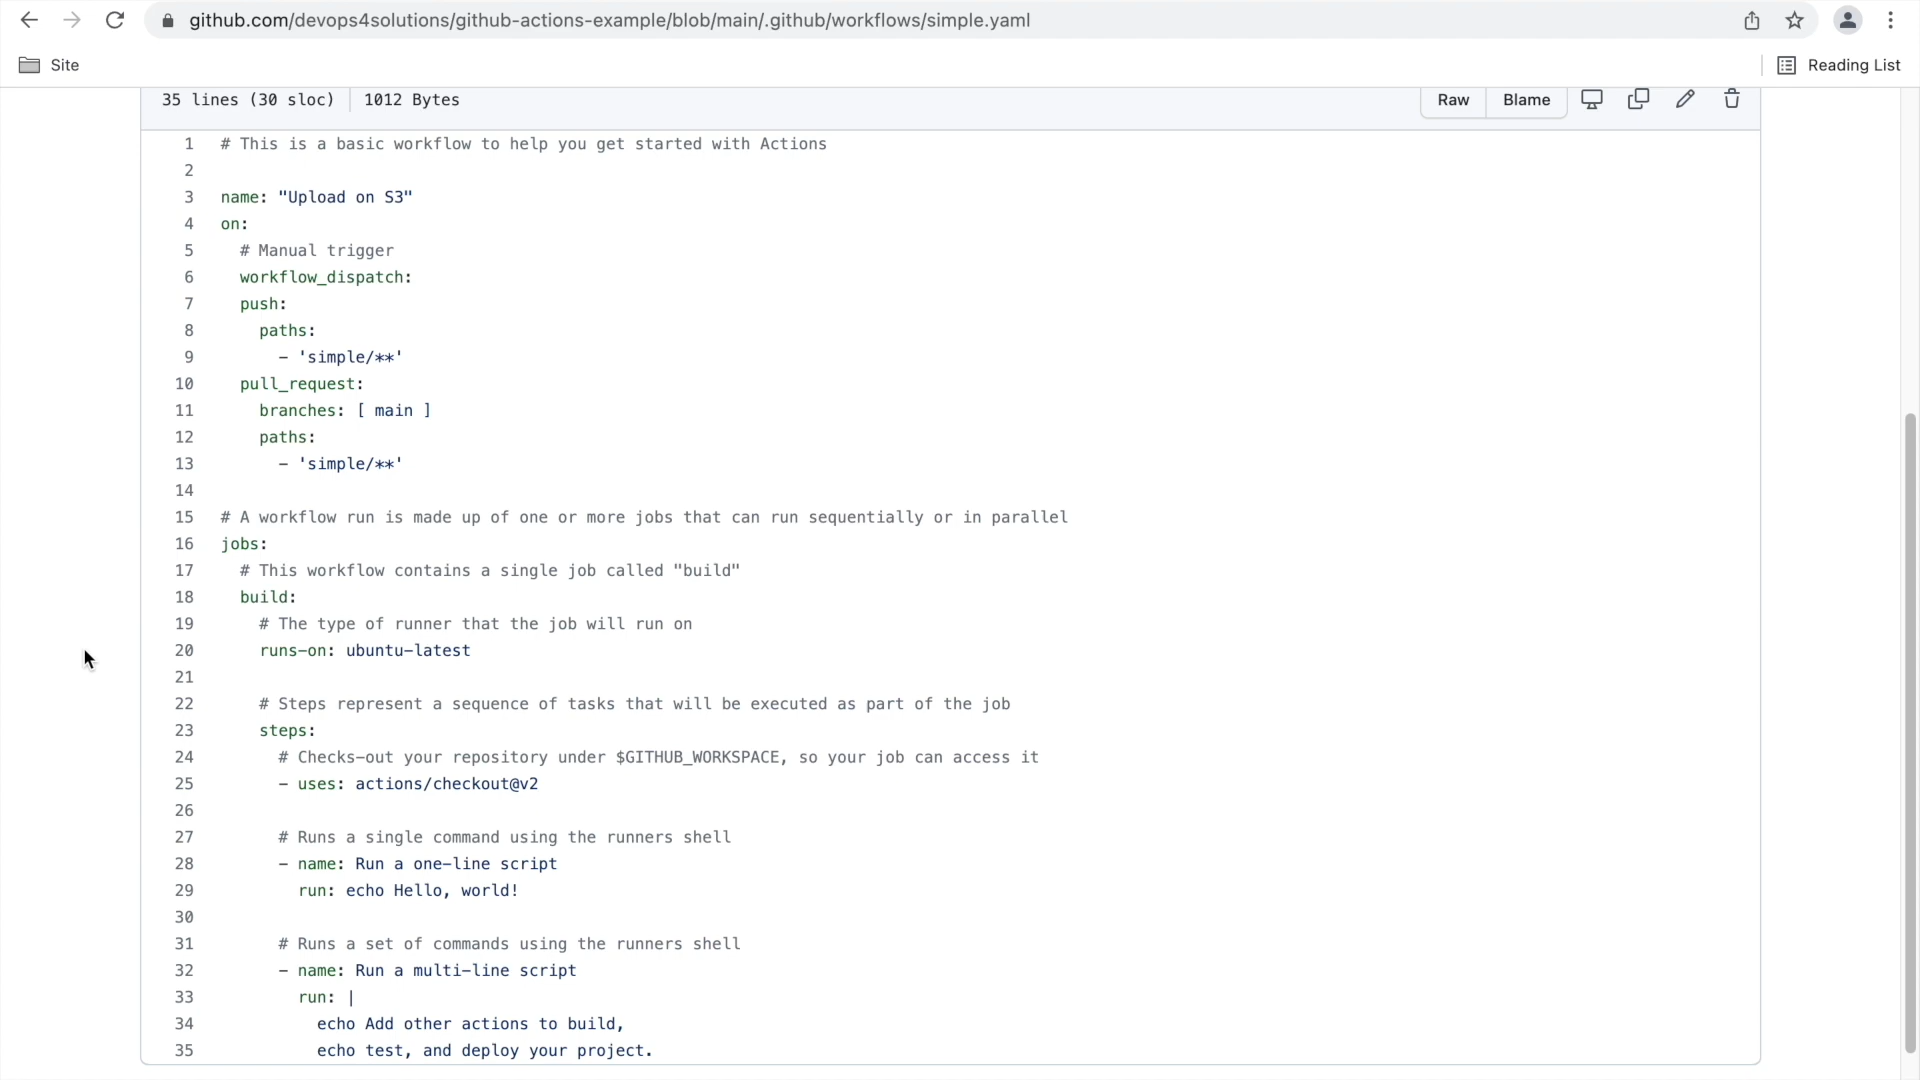 github.com/devops4solutions/github-actions-example/blob/main/.github/workflows/simple.yaml
Site
Reading List
35 lines (30 sloc) 1012 Bytes
Raw Blame
1 # This is a basic workflow to help you get started with Actions
2
3 name: "Upload on S3"
4 on:
5   # Manual trigger
6   workflow_dispatch:
7   push:
8     paths:
9       - 'simple/**'
10   pull_request:
11     branches: [ main ]
12     paths:
13       - 'simple/**'
14
15 # A workflow run is made up of one or more jobs that can run sequentially or in parallel
16 jobs:
17   # This workflow contains a single job called "build"
18   build:
19     # The type of runner that the job will run on
20     runs-on: ubuntu-latest
21
22     # Steps represent a sequence of tasks that will be executed as part of the job
23     steps:
24       # Checks-out your repository under $GITHUB_WORKSPACE, so your job can access it
25       - uses: actions/checkout@v2
26
27       # Runs a single command using the runners shell
28       - name: Run a one-line script
29         run: echo Hello, world!
30
31       # Runs a set of commands using the runners shell
32       - name: Run a multi-line script
33         run: |
34           echo Add other actions to build,
35           echo test, and deploy your project.